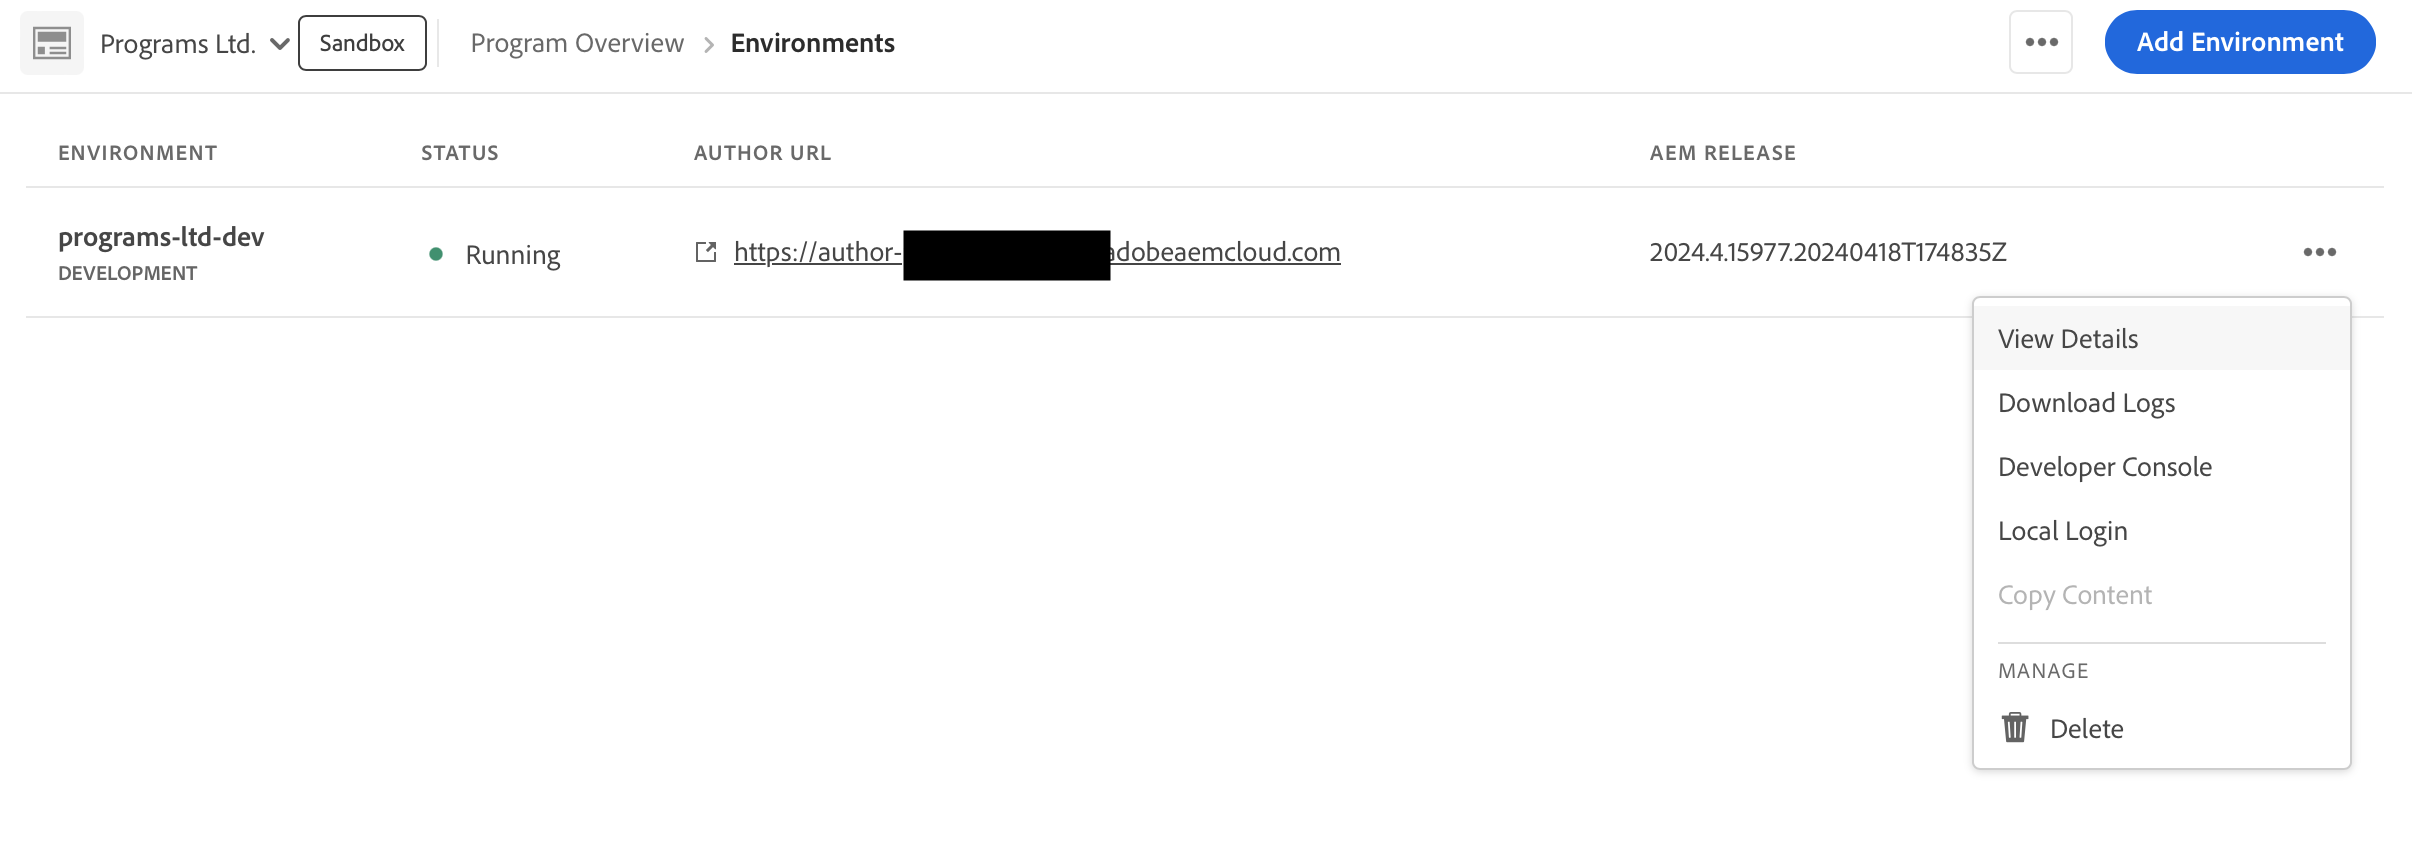 Programs Ltd. Sandbox Program Overview > Environments ••• Add Environment
ENVIRONMENT STATUS AUTHOR URL AEM RELEASE
programs-ltd-dev
DEVELOPMENT
Running
https://author- adobeaemcloud.com
2024.4.15977.20240418T174835Z
View Details
Download Logs
Developer Console
Local Login
Copy Content
MANAGE
Delete